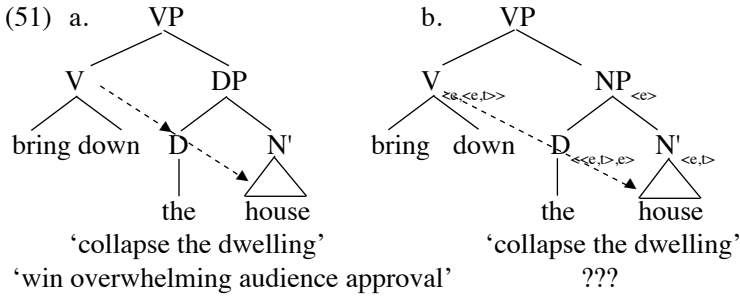 (51) a. VP b. VP
V DP V <e,<e,t>> NP <e>
bring down D N' bring down D <<e,t>,e> N' <e,t>
the house the house
‘collapse the dwelling’ ‘collapse the dwelling’
‘win overwhelming audience approval’ ???